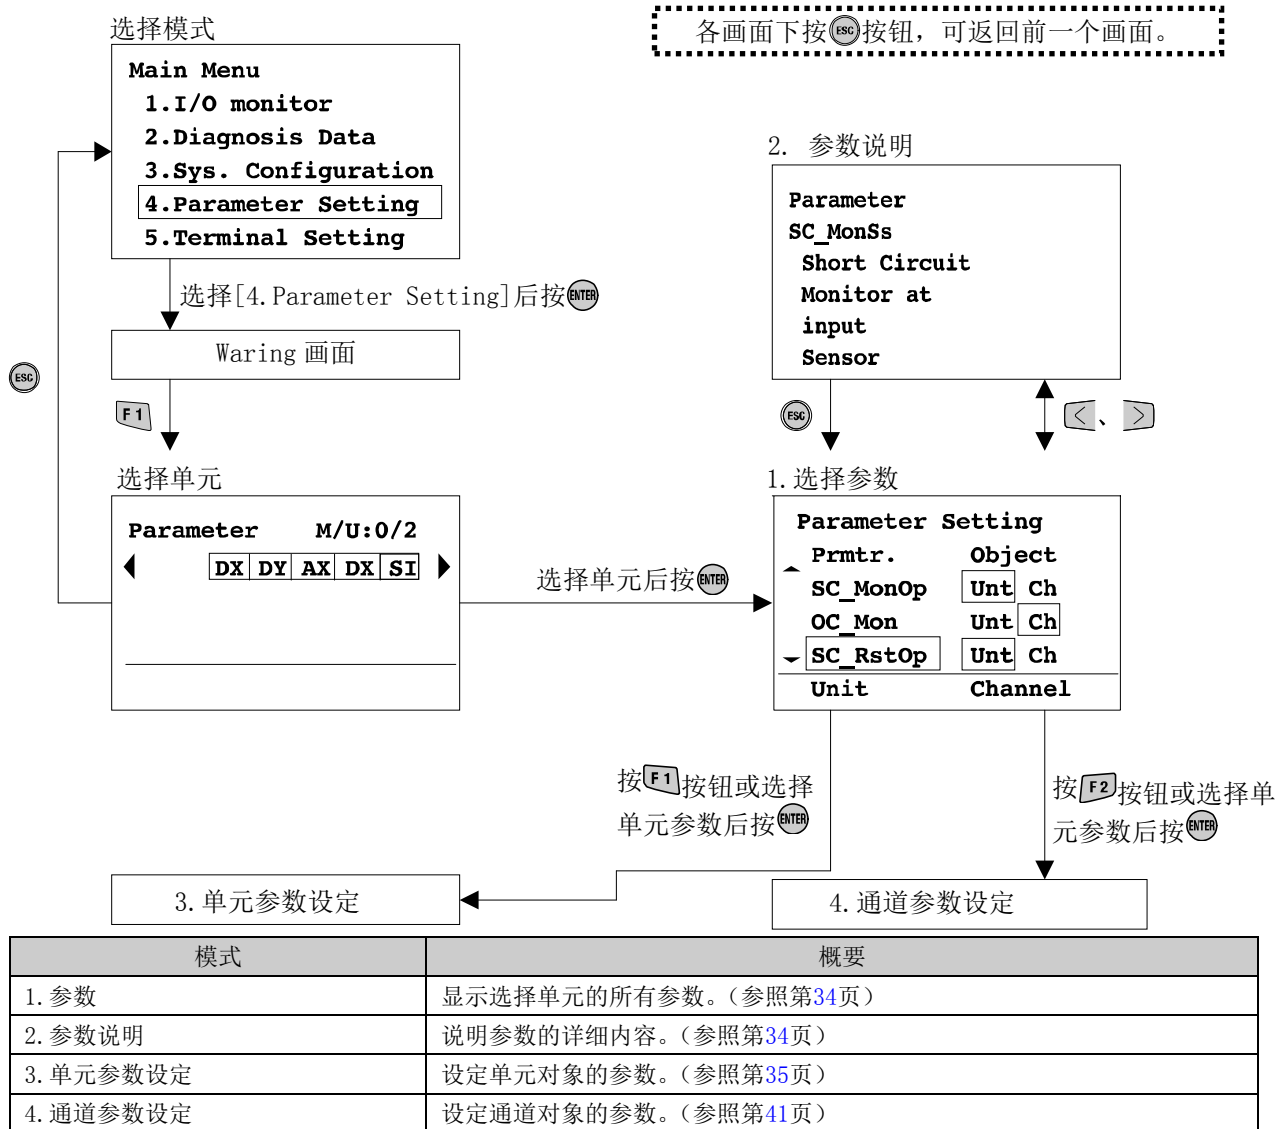 选择模式
各画面下按ESC按钮，可返回前一个画面。
Main Menu
1.I/O monitor
2.Diagnosis Data
3.Sys. Configuration
4.Parameter Setting
5.Terminal Setting
选择[4.Parameter Setting]后按ENTER
Waring 画面
ESC
F1
2. 参数说明
Parameter
SC_MonSs
Short Circuit
Monitor at
input
Sensor
ESC
<、>
选择单元
Parameter M/U:0/2
DX DY AX DX SI
选择单元后按ENTER
1.选择参数
Parameter Setting
Prmtr. Object
SC_MonOp Unt Ch
OC_Mon Unt Ch
SC_RstOp Unt Ch
Unit Channel
按F1按钮或选择
单元参数后按ENTER
按F2按钮或选择单
元参数后按ENTER
3.单元参数设定
4.通道参数设定
模式 概要
1.参数 显示选择单元的所有参数。（参照第34页）
2.参数说明 说明参数的详细内容。（参照第34页）
3.单元参数设定 设定单元对象的参数。（参照第35页）
4.通道参数设定 设定通道对象的参数。（参照第41页）